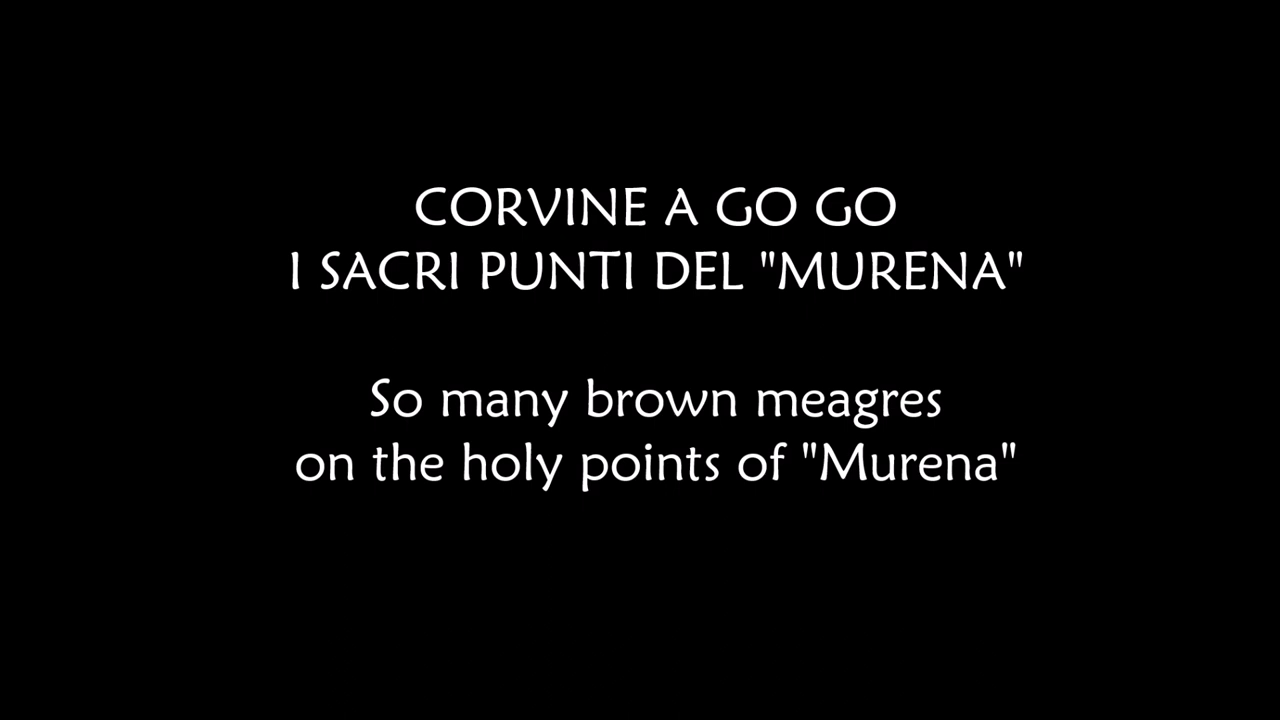 CORVINE A GO GO
I SACRI PUNTI DEL "MURENA"
So many brown meagres
on the holy points of "Murena"